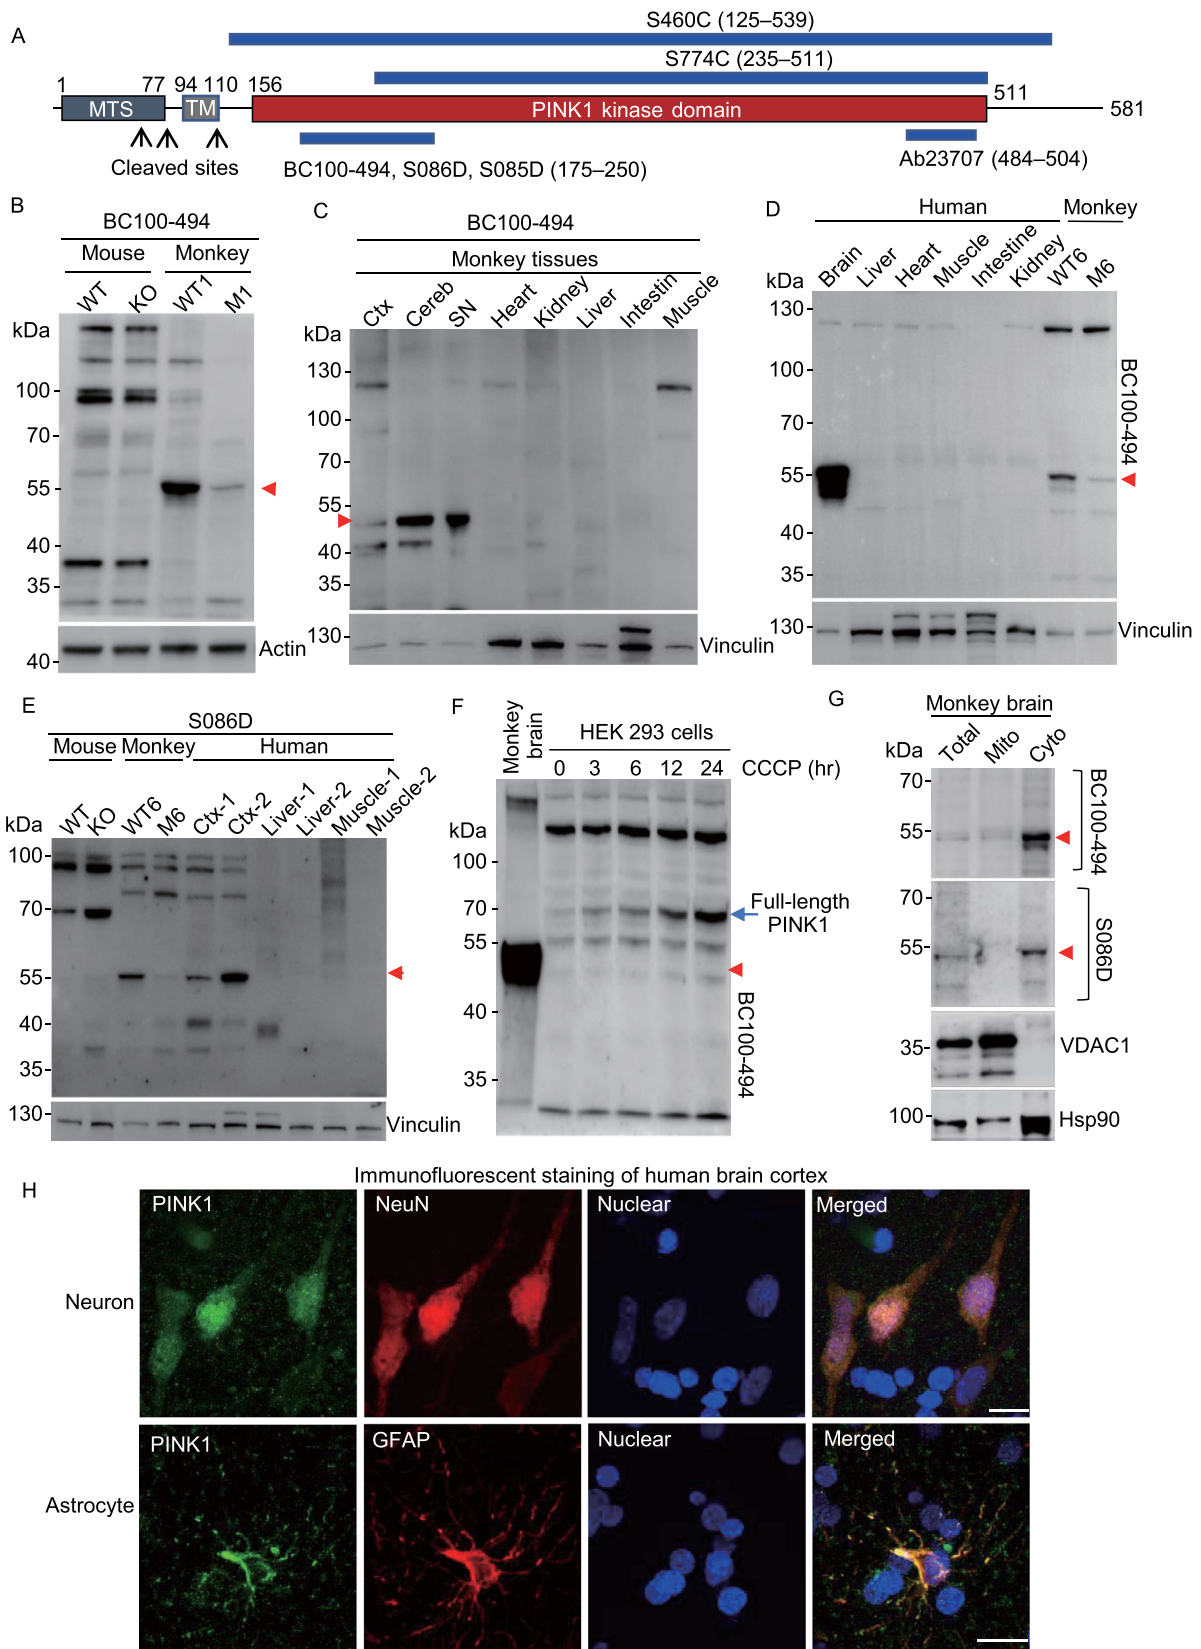 A
S460C (125–539)
S774C (235–511)
1 77 94 110 156 511
MTS TM PINK1 kinase domain 581
Cleaved sites
BC100-494, S086D, S085D (175–250)
Ab23707 (484–504)
B
BC100-494
Mouse Monkey
WT KO WT1 M1
kDa
100
70
55
40
35
40
Actin
C
BC100-494
Monkey tissues
Ctx Cereb SN Heart Kidney Liver Intestin Muscle
kDa
130
100
70
55
40
35
130
Vinculin
D
Human Monkey
Brain Liver Heart Muscle Intestine Kidney WT6 M6
kDa
130
100
70
55
40
35
BC100-494
130
Vinculin
E
S086D
Mouse Monkey Human
WT KO WT6 M6 Ctx-1 Ctx-2 Liver-1 Liver-2 Muscle-1 Muscle-2
kDa
100
70
55
40
35
130
Vinculin
F
Monkey
brain
HEK 293 cells
0 3 6 12 24 CCCP (hr)
kDa
100
70
55
40
35
Full-length
PINK1
BC100-494
G
Monkey brain
Total Mito Cyto
kDa
70
55
BC100-494
70
55
S086D
35
VDAC1
100
Hsp90
H
Immunofluorescent staining of human brain cortex
PINK1 NeuN Nuclear Merged
Neuron
PINK1 GFAP Nuclear Merged
Astrocyte